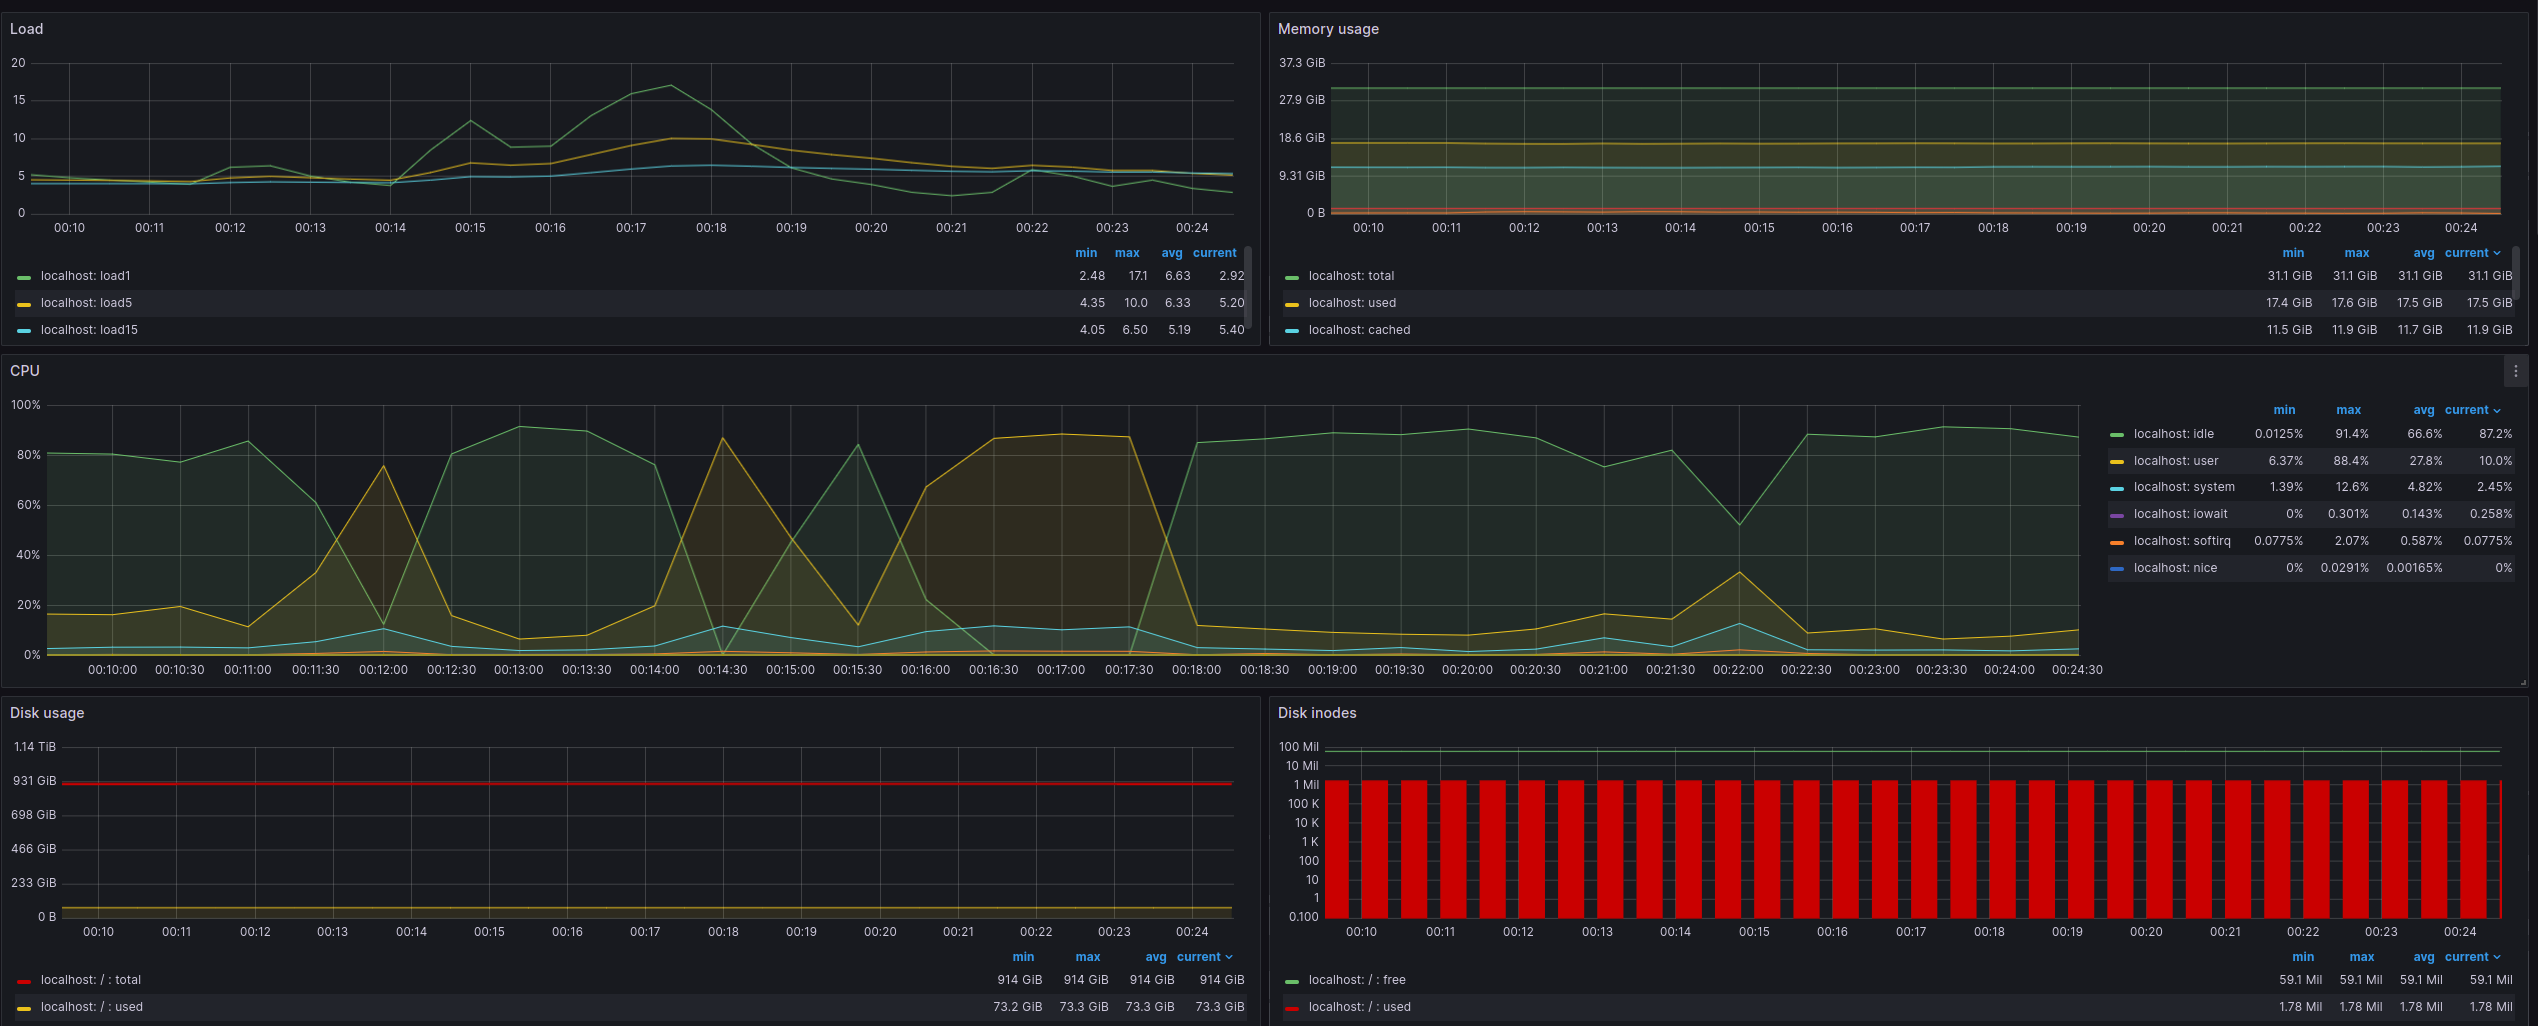 Load
20
15
10
5
0
00:10 00:11 00:12 00:13 00:14 00:15 00:16 00:17 00:18 00:19 00:20 00:21 00:22 00:23 00:24
min max avg current
localhost: load1 2.48 17.1 6.63 2.92
localhost: load5 4.35 10.0 6.33 5.20
localhost: load15 4.05 6.50 5.19 5.40
Memory usage
37.3 GiB
27.9 GiB
18.6 GiB
9.31 GiB
0 B
00:10 00:11 00:12 00:13 00:14 00:15 00:16 00:17 00:18 00:19 00:20 00:21 00:22 00:23 00:24
min max avg current
localhost: total 31.1 GiB 31.1 GiB 31.1 GiB 31.1 GiB
localhost: used 17.4 GiB 17.6 GiB 17.5 GiB 17.5 GiB
localhost: cached 11.5 GiB 11.9 GiB 11.7 GiB 11.9 GiB
CPU
100%
80%
60%
40%
20%
0%
00:10:00 00:10:30 00:11:00 00:11:30 00:12:00 00:12:30 00:13:00 00:13:30 00:14:00 00:14:30 00:15:00 00:15:30 00:16:00 00:16:30 00:17:00 00:17:30 00:18:00 00:18:30 00:19:00 00:19:30 00:20:00 00:20:30 00:21:00 00:21:30 00:22:00 00:22:30 00:23:00 00:23:30 00:24:00 00:24:30
min max avg current
localhost: idle 0.0125% 91.4% 66.6% 87.2%
localhost: user 6.37% 88.4% 27.8% 10.0%
localhost: system 1.39% 12.6% 4.82% 2.45%
localhost: iowait 0% 0.301% 0.143% 0.258%
localhost: softirq 0.0775% 2.07% 0.587% 0.0775%
localhost: nice 0% 0.0291% 0.00165% 0%
Disk usage
1.14 TiB
931 GiB
698 GiB
466 GiB
233 GiB
0 B
00:10 00:11 00:12 00:13 00:14 00:15 00:16 00:17 00:18 00:19 00:20 00:21 00:22 00:23 00:24
min max avg current
localhost: / : total 914 GiB 914 GiB 914 GiB 914 GiB
localhost: / : used 73.2 GiB 73.3 GiB 73.3 GiB 73.3 GiB
Disk inodes
100 Mil
10 Mil
1 Mil
100 K
10 K
1 K
100
10
1
0.100
00:10 00:11 00:12 00:13 00:14 00:15 00:16 00:17 00:18 00:19 00:20 00:21 00:22 00:23 00:24
min max avg current
localhost: / : free 59.1 Mil 59.1 Mil 59.1 Mil 59.1 Mil
localhost: / : used 1.78 Mil 1.78 Mil 1.78 Mil 1.78 Mil